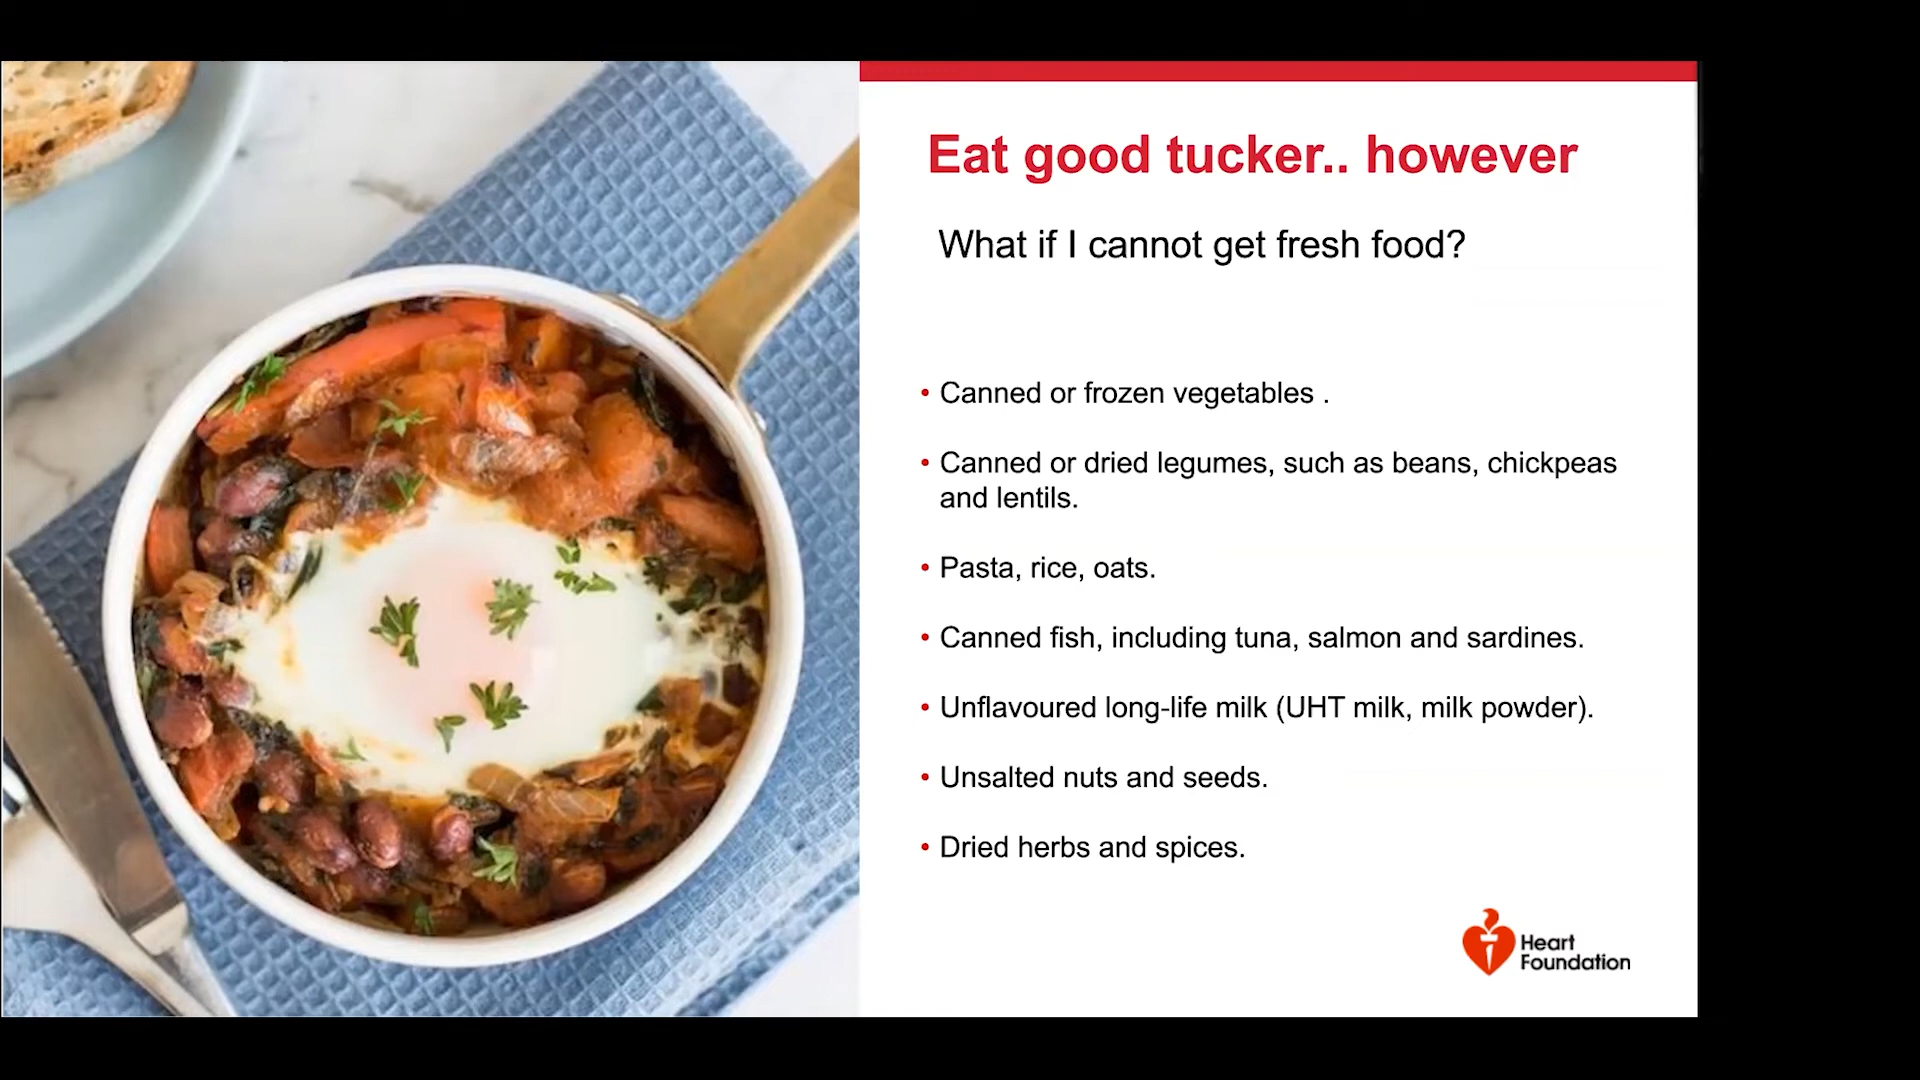 Eat good tucker.. however
What if I cannot get fresh food?
• Canned or frozen vegetables .
• Canned or dried legumes, such as beans, chickpeas
and lentils.
• Pasta, rice, oats.
• Canned fish, including tuna, salmon and sardines.
• Unflavoured long-life milk (UHT milk, milk powder).
• Unsalted nuts and seeds.
• Dried herbs and spices.
Heart
Foundation